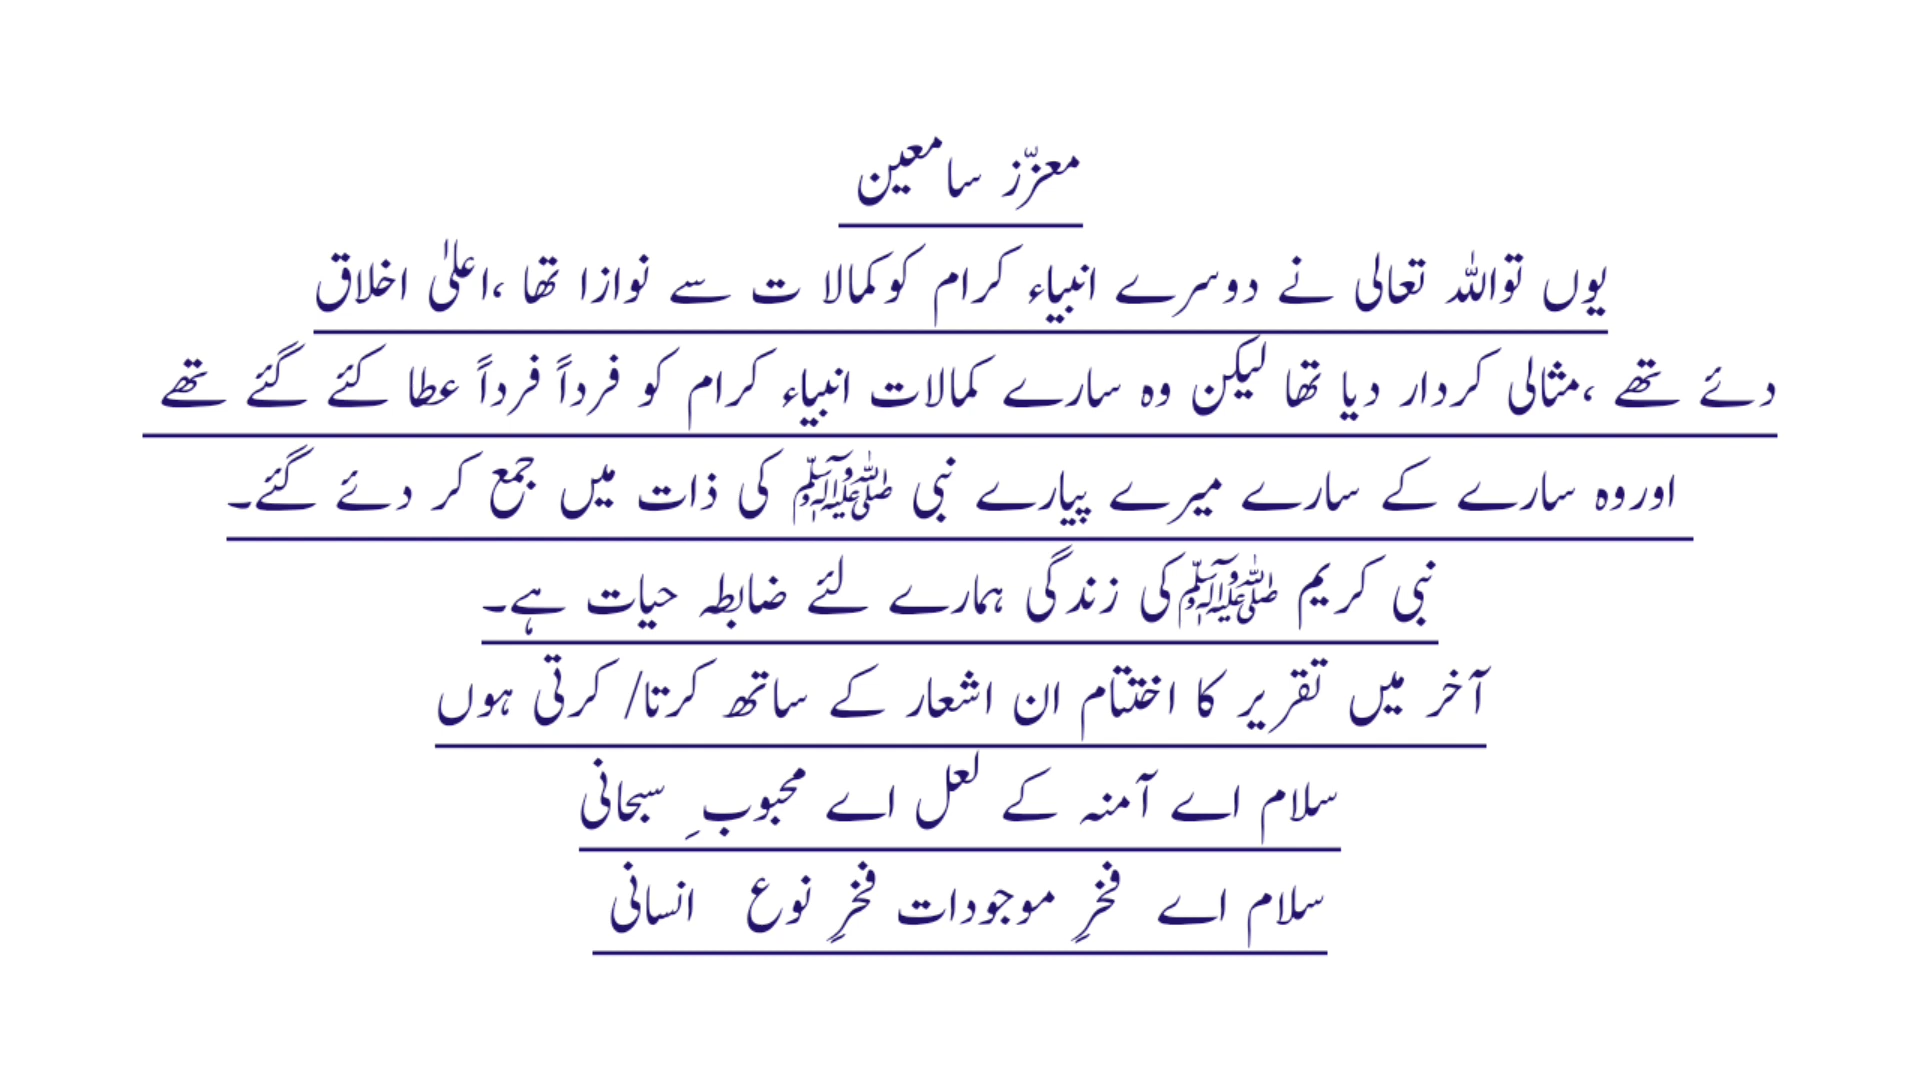 معزّز سامعین
یوں تواللہ تعالی نے دوسرے انبیاء کرام کوکمالا ت سے نوازا تھا ،اعلیٰ اخلاق
دئے تھے ،مثالی کردار دیا تھا لیکن وہ سارے کمالات انبیاء کرام کو فرداً فرداً عطا کئے گئے تھے
اوروہ سارے کے سارے میرے پیارے نبی ﷺ کی ذات میں جمع کر دئے گئے۔
نبی کریم ﷺکی زندگی ہمارے لئے ضابطہ حیات ہے۔
آخر میں تقریر کا اختتام ان اشعار کے ساتھ کرتا/ کرتی ہوں
سلام اے آمنہ کے لعل اے محبوب ِ سبحانی
سلام اے فخرِ موجودات فخرِ نوع انسانی